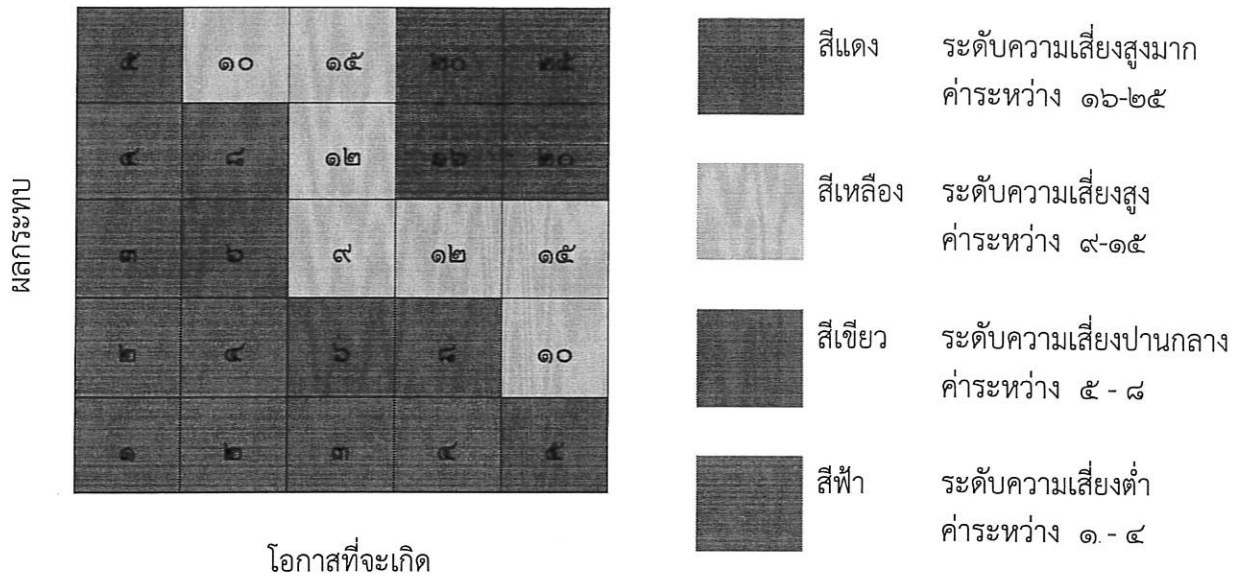 ๕ ๑๐ ๑๕ ๒๐ ๒๕
๔ ๘ ๑๒ ๑๖ ๒๐
๓ ๖ ๙ ๑๒ ๑๕
๒ ๔ ๖ ๘ ๑๐
๑ ๒ ๓ ๔ ๕
ผลกระทบ
โอกาสที่จะเกิด
สีแดง ระดับความเสี่ยงสูงมาก
ค่าระหว่าง ๑๖-๒๕
สีเหลือง ระดับความเสี่ยงสูง
ค่าระหว่าง ๙-๑๕
สีเขียว ระดับความเสี่ยงปานกลาง
ค่าระหว่าง ๕ - ๘
สีฟ้า ระดับความเสี่ยงต่ำ
ค่าระหว่าง ๑ - ๔